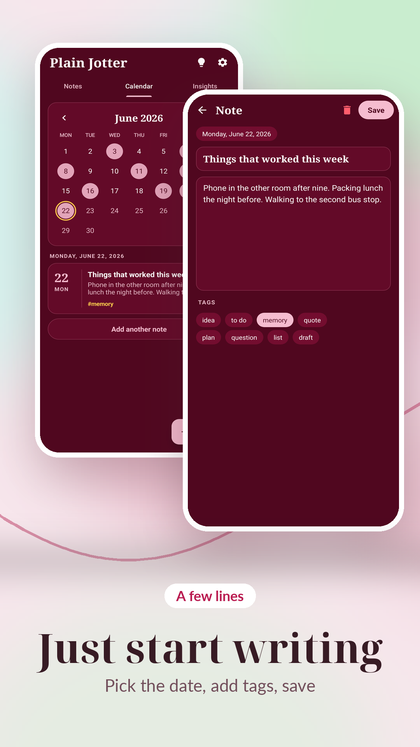 Plain Jotter
Notes Calendar Insights
June 2026
MON TUE WED THU FRI
1 2 3 4 5
8 9 10 11 12
15 16 17 18 19
22 23 24 25 26
29 30
MONDAY, JUNE 22, 2026
22
MON
Things that worked this
Phone in the other room after
lunch the night before. Walking to
#memory
Add another note
Note
Save
Monday, June 22, 2026
Things that worked this week
Phone in the other room after nine. Packing lunch
the night before. Walking to the second bus stop.
TAGS
idea to do memory quote
plan question list draft
A few lines
Just start writing
Pick the date, add tags, save